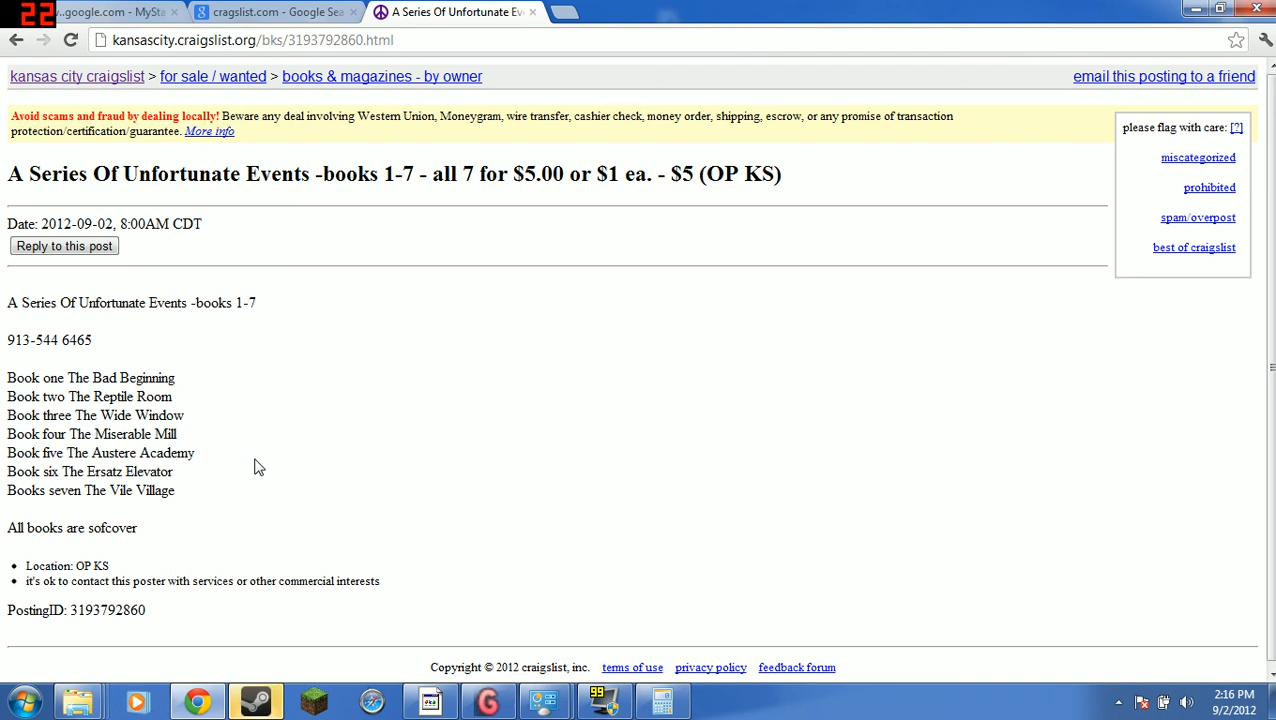 22
..google.com - MySta
craglist.com - Google Sea
A Series Of Unfortunate Ev
kansascity.craigslist.org/bks/3193792860.html
kansas city craigslist > for sale / wanted > books & magazines - by owner
email this posting to a friend
Avoid scams and fraud by dealing locally! Beware any deal involving Western Union, Moneygram, wire transfer, cashier check, money order, shipping, escrow, or any promise of transaction
protection/certification/guarantee. More info
please flag with care: [?]
miscategorized
prohibited
spam/overpost
best of craigslist
A Series Of Unfortunate Events -books 1-7 - all 7 for $5.00 or $1 ea. - $5 (OP KS)
Date: 2012-09-02, 8:00AM CDT
Reply to this post
A Series Of Unfortunate Events -books 1-7
913-544 6465
Book one The Bad Beginning
Book two The Reptile Room
Book three The Wide Window
Book four The Miserable Mill
Book five The Austere Academy
Book six The Ersatz Elevator
Books seven The Vile Village
All books are sofcover
Location: OP KS
it's ok to contact this poster with services or other commercial interests
PostingID: 3193792860
Copyright © 2012 craigslist, inc. terms of use privacy policy feedback forum
99
2:16 PM
9/2/2012